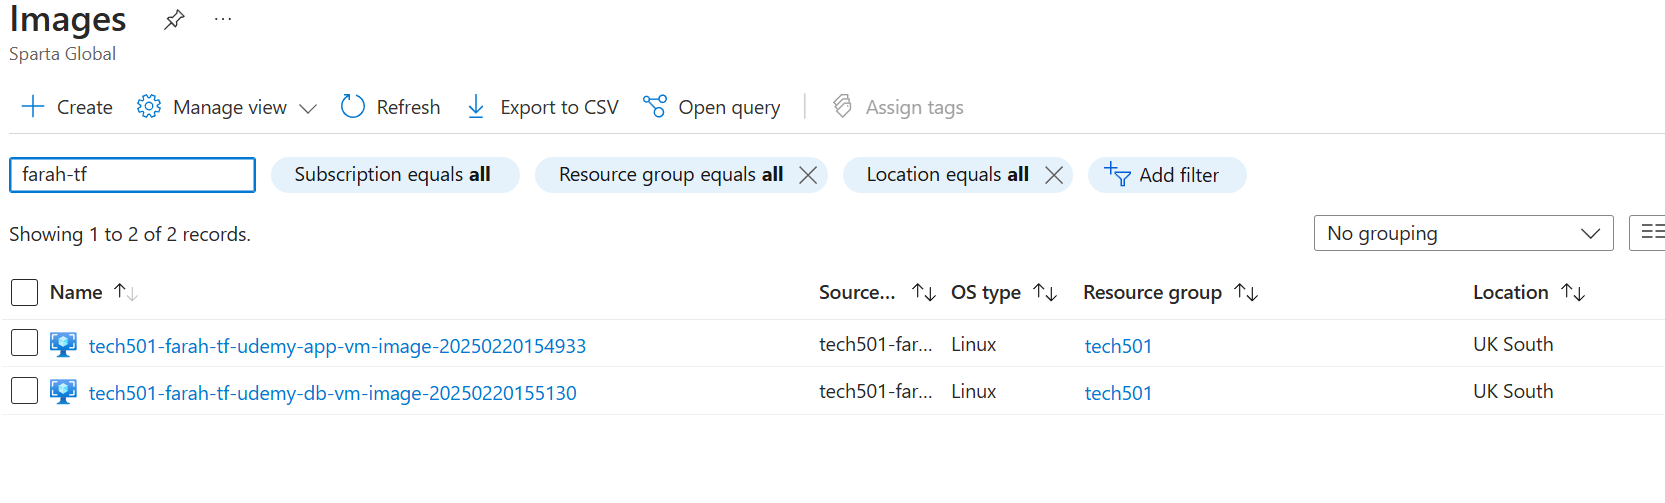 Images
Sparta Global
Create Manage view Refresh Export to CSV Open query Assign tags
farah-tf Subscription equals all Resource group equals all Location equals all Add filter
Showing 1 to 2 of 2 records. No grouping
Name Source... OS type Resource group Location
tech501-farah-tf-udemy-app-vm-image-20250220154933 tech501-far... Linux tech501 UK South
tech501-farah-tf-udemy-db-vm-image-20250220155130 tech501-far... Linux tech501 UK South